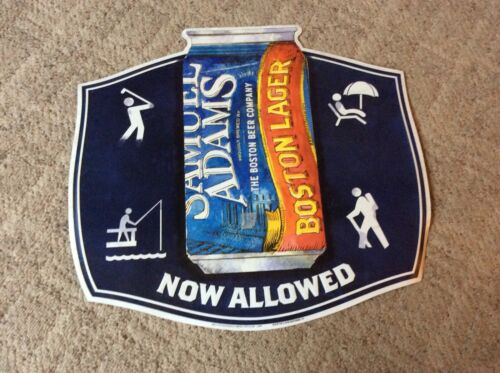 SAMUEL
ADAMS
THE BOSTON BEER COMPANY
BOSTON LAGER
NOW ALLOWED